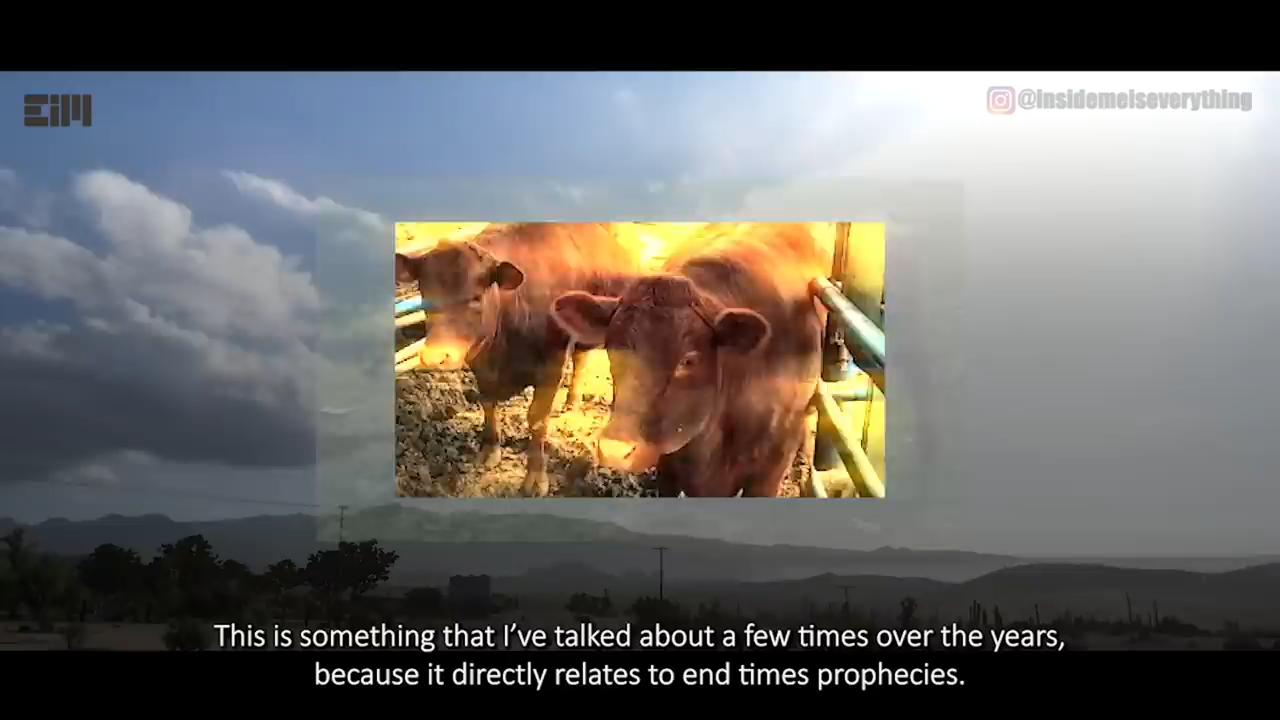 EiM
@insidemeiseverything
This is something that I’ve talked about a few times over the years,
because it directly relates to end times prophecies.